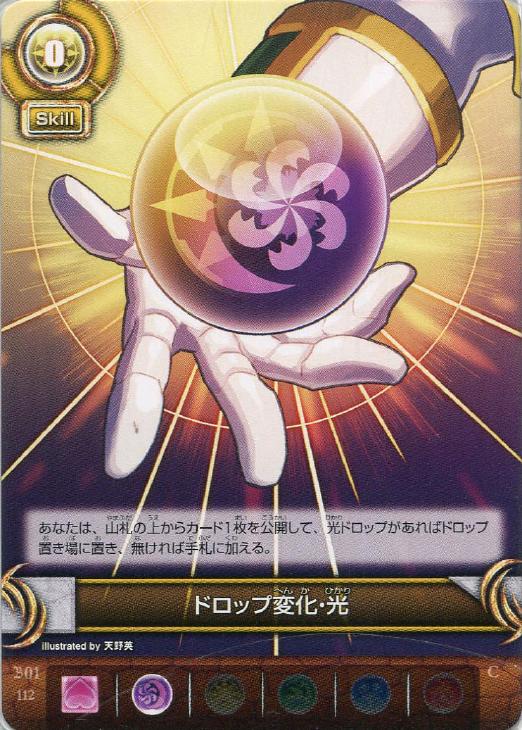 0
Skill
あなたは、山札の上からカード1枚を公開して、光ドロップがあればドロップ
置き場に置き、無ければ手札に加える。
ドロップ変化・光
illustrated by 天野英
B01
112
C